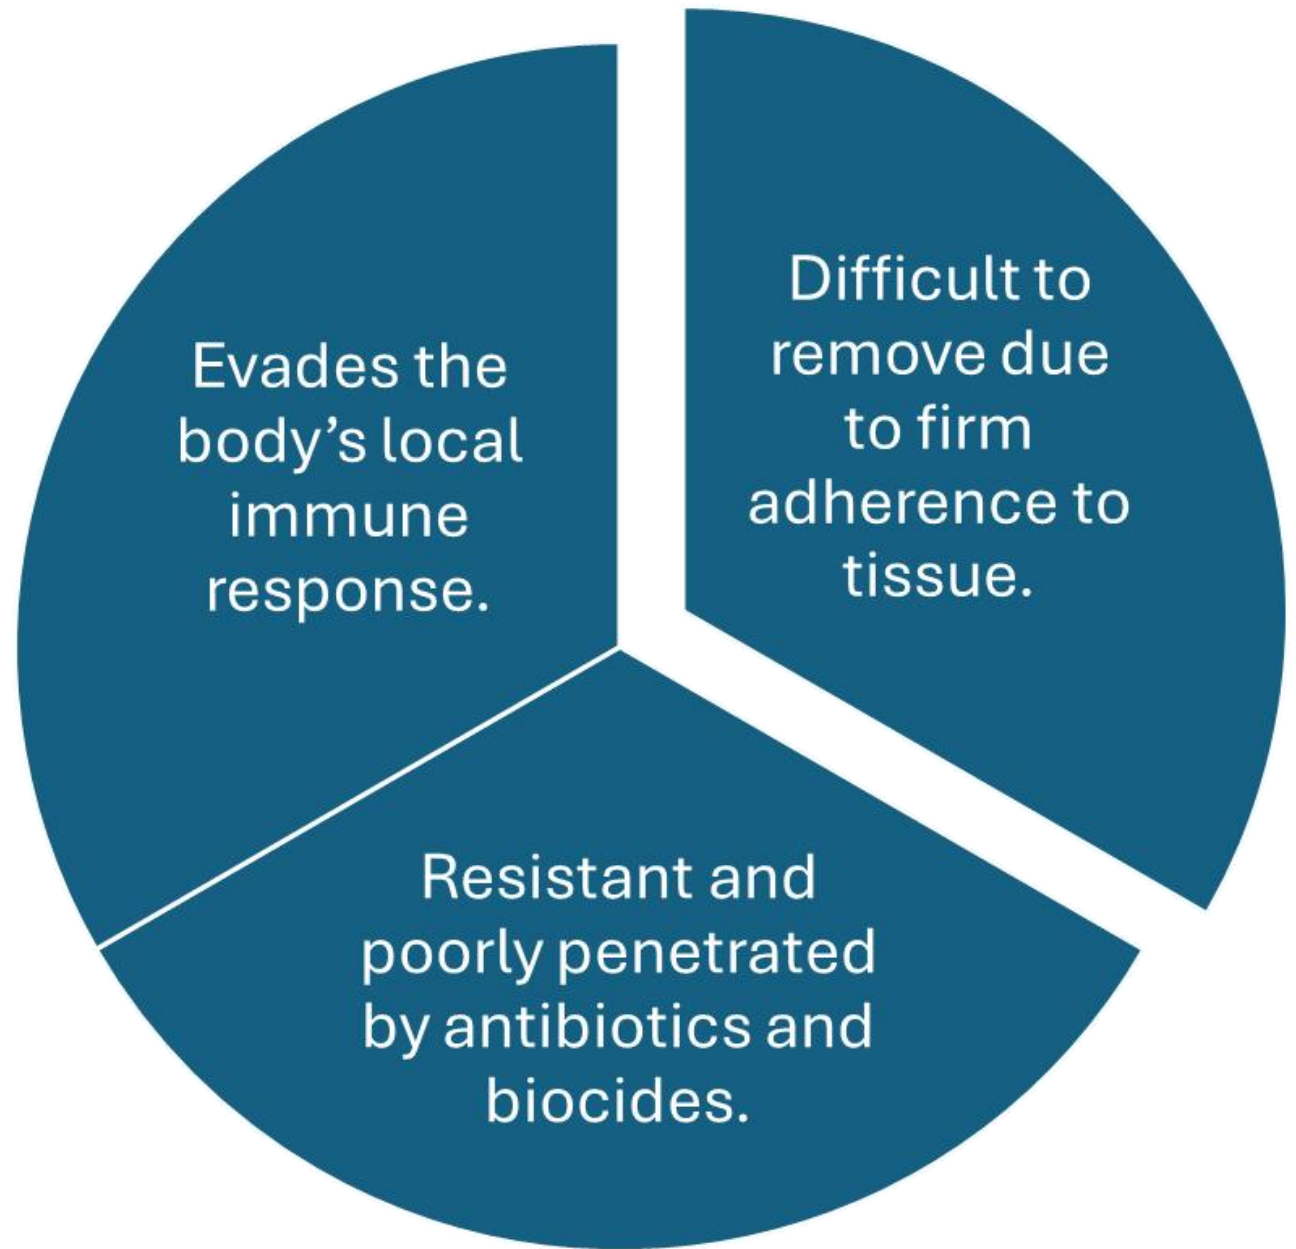 Difficult to
remove due
to firm
adherence to
tissue.
Resistant and
poorly penetrated
by antibiotics and
biocides.
Evades the
body’s local
immune
response.